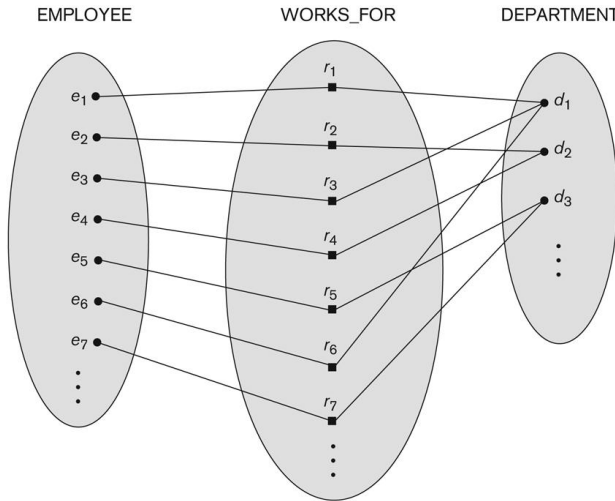 EMPLOYEE
WORKS_FOR
DEPARTMENT
e1
e2
e3
e4
e5
e6
e7
r1
r2
r3
r4
r5
r6
r7
d1
d2
d3